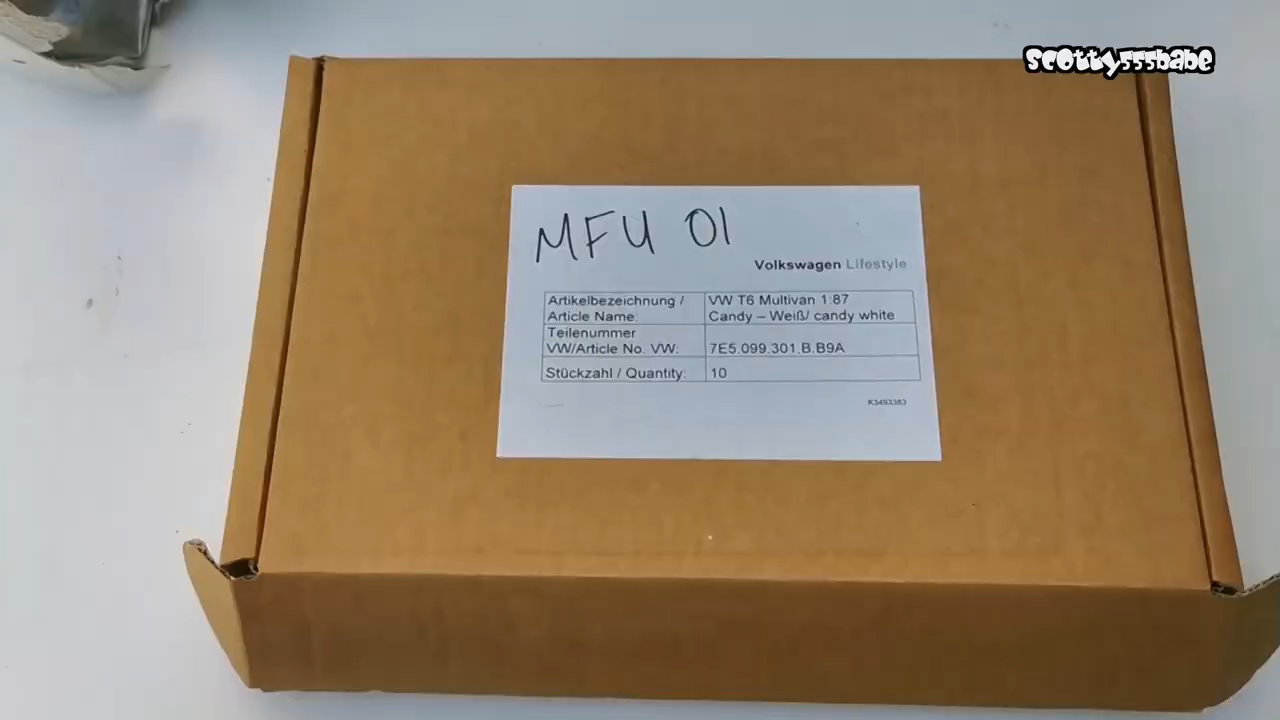 scotty555babe
MFU 01
Volkswagen Lifestyle
Artikelbezeichnung / VW T6 Multivan 1:87
Article Name: Candy – Weiß/ candy white
Teilenummer
VW/Article No. VW: 7E5.099.301.B.B9A
Stückzahl / Quantity: 10
K3493383